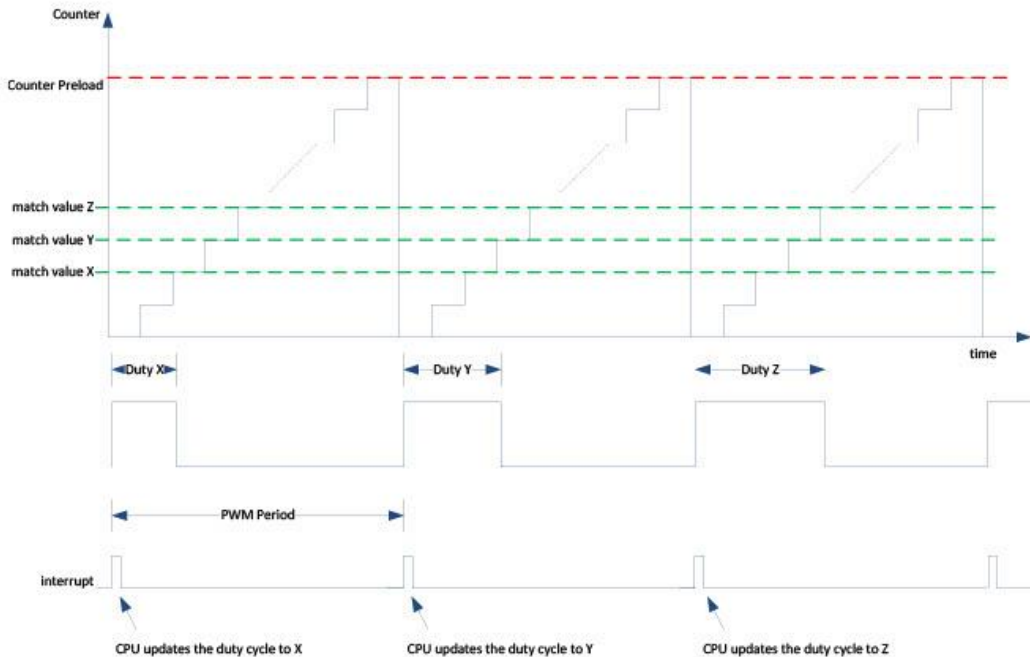 Counter
Counter Preload
match value Z
match value Y
match value X
time
Duty X
Duty Y
Duty Z
PWM Period
interrupt
CPU updates the duty cycle to X
CPU updates the duty cycle to Y
CPU updates the duty cycle to Z